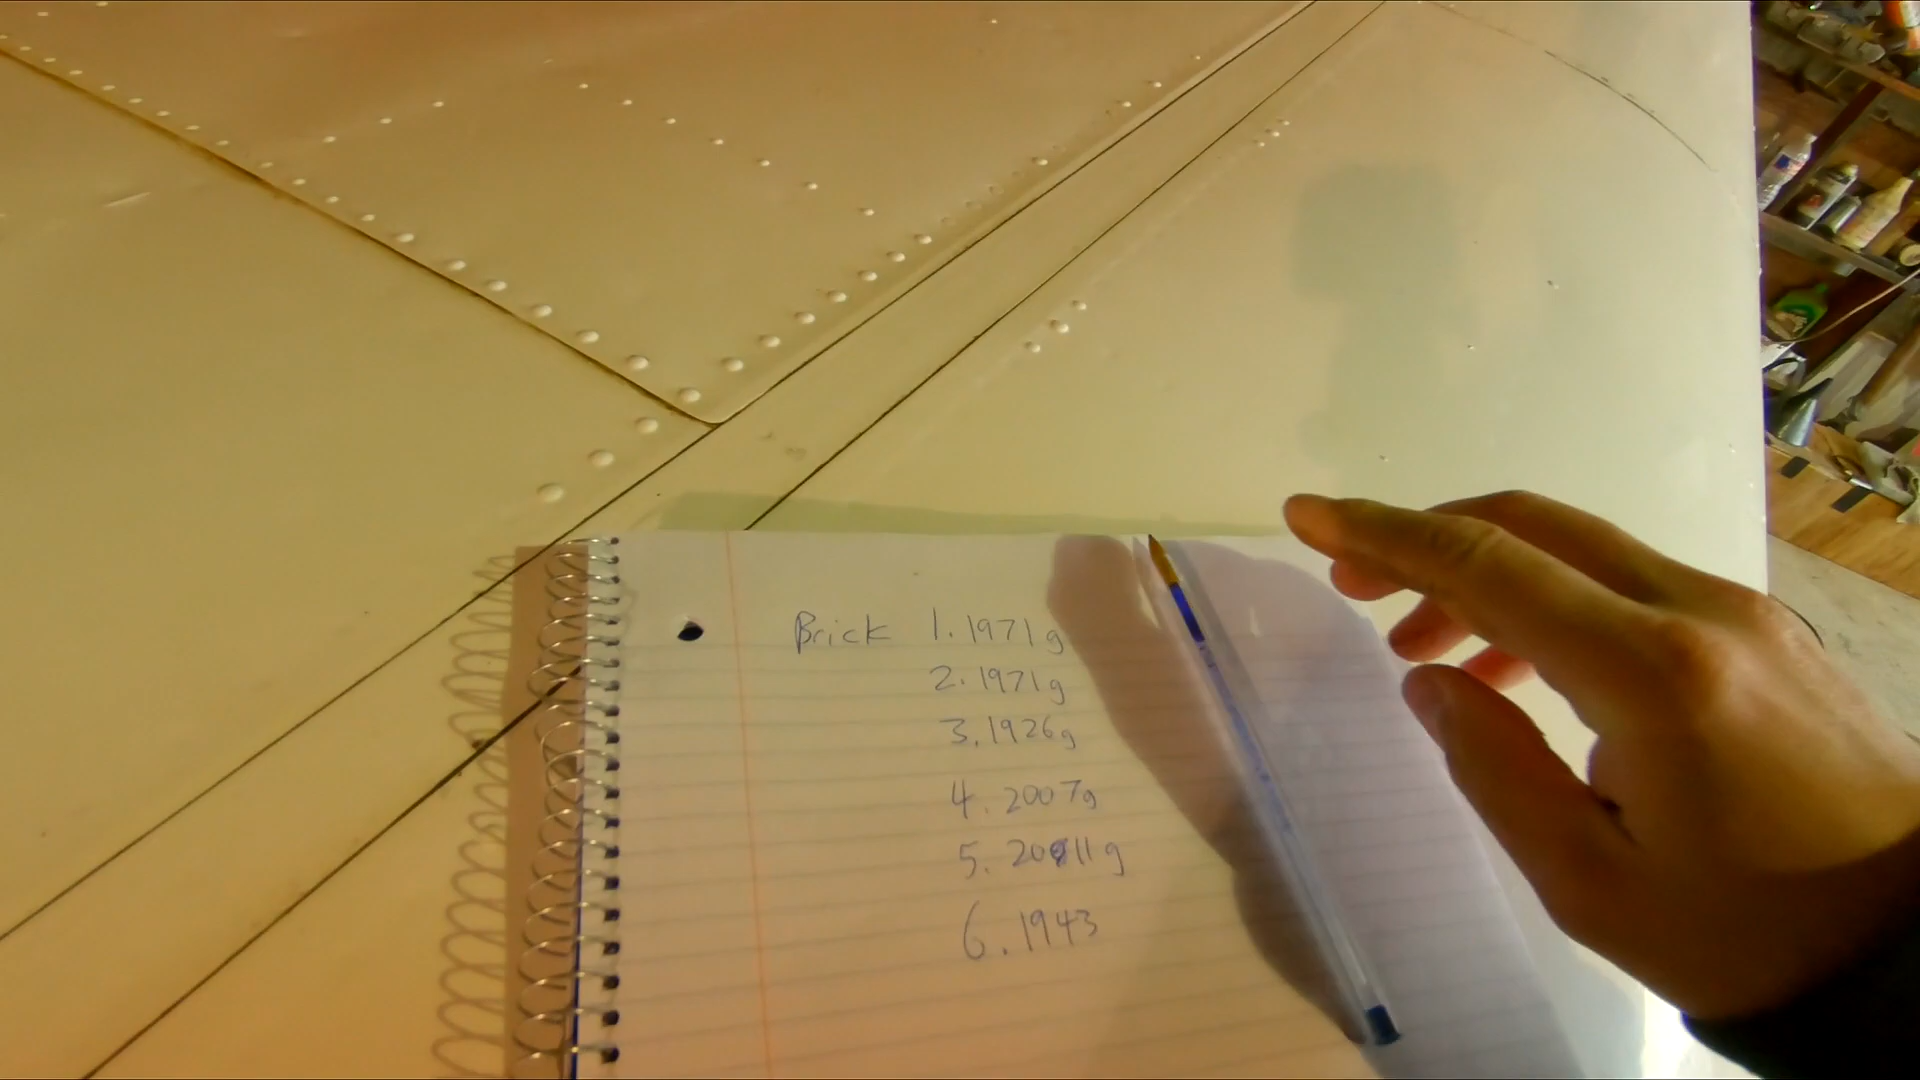 Brick 1. 1971g
2. 1971g
3. 1926g
4. 2007g
5. 2011g
6. 1943